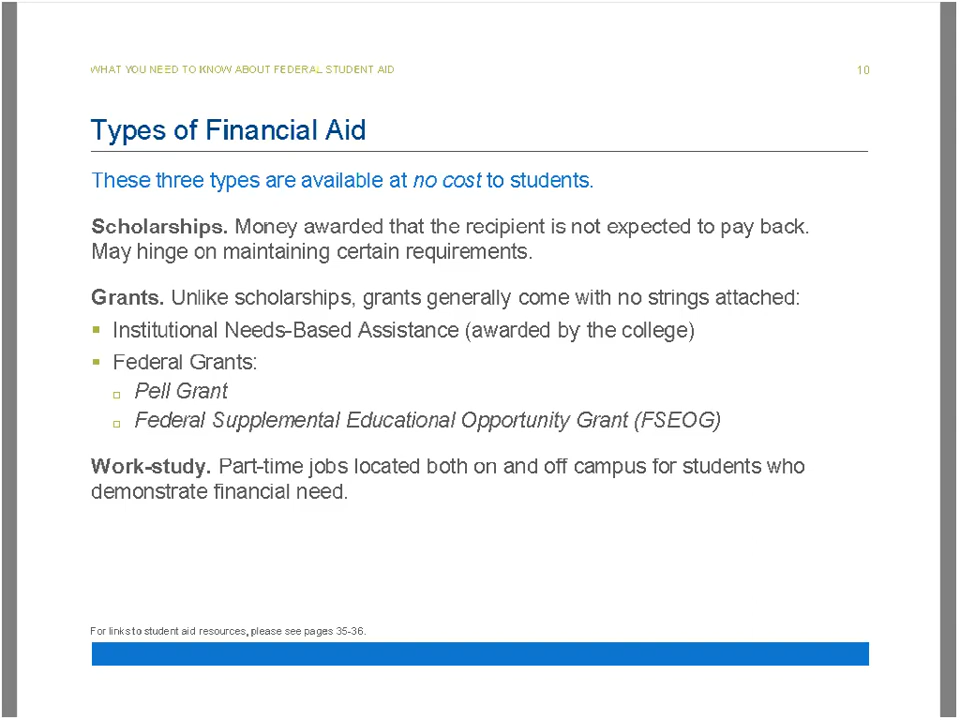 WHAT YOU NEED TO KNOW ABOUT FEDERAL STUDENT AID
10
Types of Financial Aid
These three types are available at no cost to students.
Scholarships. Money awarded that the recipient is not expected to pay back.
May hinge on maintaining certain requirements.
Grants. Unlike scholarships, grants generally come with no strings attached:
Institutional Needs-Based Assistance (awarded by the college)
Federal Grants:
Pell Grant
Federal Supplemental Educational Opportunity Grant (FSEOG)
Work-study. Part-time jobs located both on and off campus for students who
demonstrate financial need.
For links to student aid resources, please see pages 35-36.